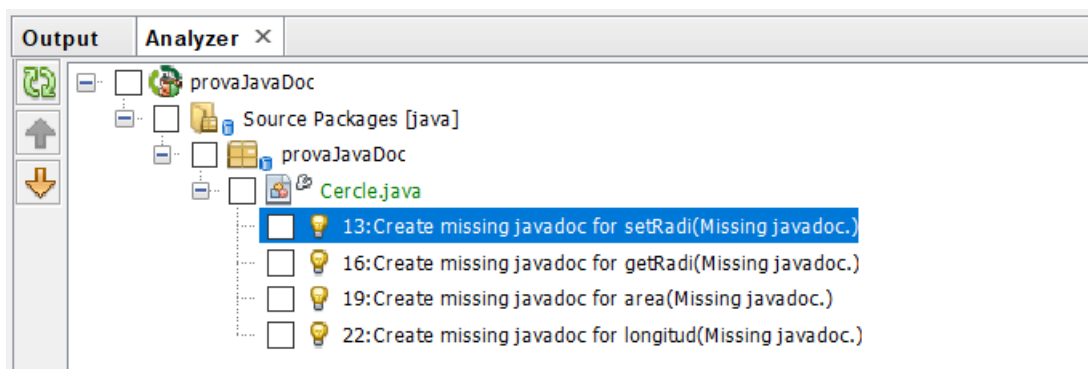 Output Analyzer ×
provaJavaDoc
Source Packages [java]
provaJavaDoc
Cercle.java
13:Create missing javadoc for setRadi(Missing javadoc.)
16:Create missing javadoc for getRadi(Missing javadoc.)
19:Create missing javadoc for area(Missing javadoc.)
22:Create missing javadoc for longitud(Missing javadoc.)